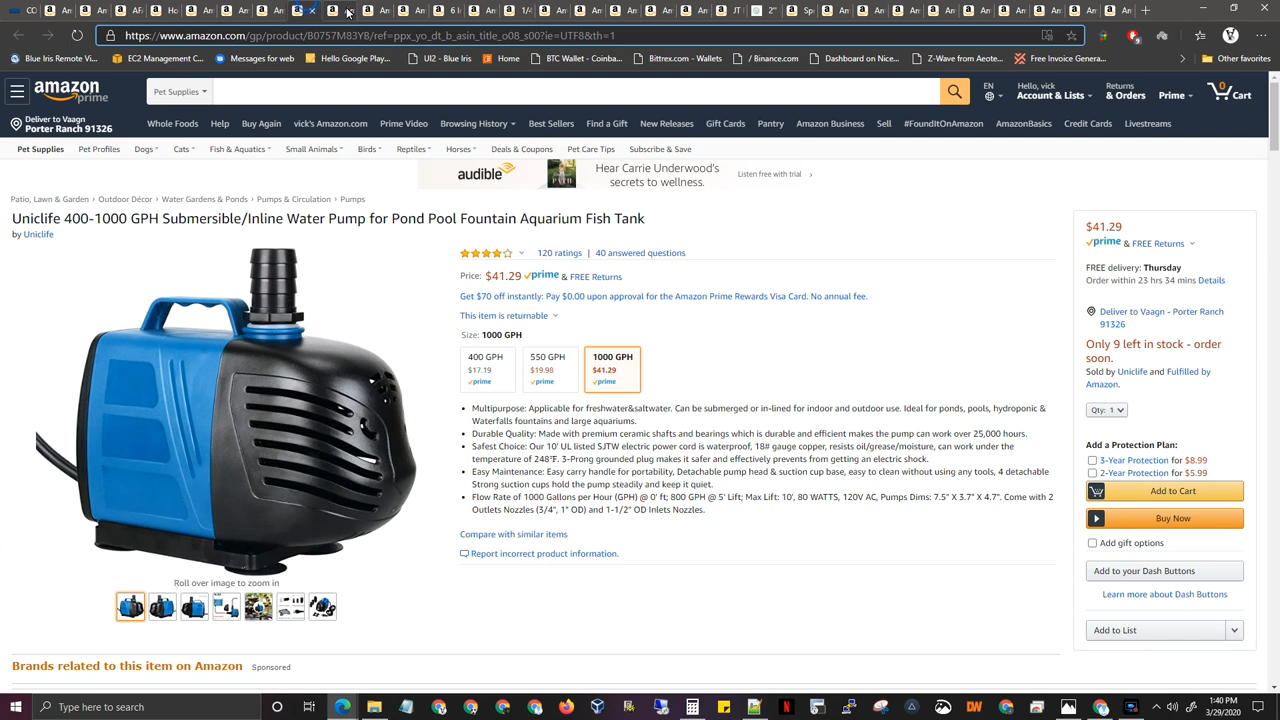 CC
2"
Sp
https://www.amazon.com/gp/product/B0757M83YB/ref=ppx_yo_dt_b_asin_title_o08_s00?ie=UTF8&th=1
Blue Iris Remote Vi... EC2 Management C... Messages for web Hello Google Play... UI2 - Blue Iris Home BTC Wallet - Coinba... Bittrex.com - Wallets / Binance.com Dashboard on Nice... Z-Wave from Aeote... Free Invoice Genera... Other favorites
amazon prime
Pet Supplies
EN
Hello, vick
Account & Lists
Returns
& Orders
Prime
0
Cart
Deliver to Vaagn
Porter Ranch 91326
Whole Foods Help Buy Again vick's Amazon.com Prime Video Browsing History Best Sellers Find a Gift New Releases Gift Cards Pantry Amazon Business Sell #FoundItOnAmazon AmazonBasics Credit Cards Livestreams
Pet Supplies Pet Profiles Dogs Cats Fish & Aquatics Small Animals Birds Reptiles Horses Deals & Coupons Pet Care Tips Subscribe & Save
audible
Hear Carrie Underwood's
secrets to wellness.
Listen free with trial ›
Patio, Lawn & Garden › Outdoor Décor › Water Gardens & Ponds › Pumps & Circulation › Pumps
Uniclife 400-1000 GPH Submersible/Inline Water Pump for Pond Pool Fountain Aquarium Fish Tank
by Uniclife
120 ratings | 40 answered questions
Price: $41.29 prime & FREE Returns
Get $70 off instantly: Pay $0.00 upon approval for the Amazon Prime Rewards Visa Card. No annual fee.
This item is returnable
Size: 1000 GPH
400 GPH
$17.19
prime
550 GPH
$19.98
prime
1000 GPH
$41.29
prime
• Multipurpose: Applicable for freshwater&saltwater. Can be submerged or in-lined for indoor and outdoor use. Ideal for ponds, pools, hydroponic &
Waterfalls fountains and large aquariums.
• Durable Quality: Made with premium ceramic shafts and bearings which is durable and efficient makes the pump can work over 25,000 hours.
• Safest Choice: Our 10' UL listed SJTW electric power cord is waterproof, 18# gauge copper, resists oil/grease/moisture, can work under the
temperature of 248℉. 3-Prong grounded plug makes it safer and effectively prevents from getting an electric shock.
• Easy Maintenance: Easy carry handle for portability, Detachable pump head & suction cup base, easy to clean without using any tools, 4 detachable
Strong suction cups hold the pump steadily and keep it quiet.
• Flow Rate of 1000 Gallons per Hour (GPH) @ 0' ft; 800 GPH @ 5' Lift; Max Lift: 10', 80 WATTS, 120V AC, Pumps Dims: 7.5" X 3.7" X 4.7". Come with 2
Outlets Nozzles (3/4", 1" OD) and 1-1/2" OD Inlets Nozzles.
Compare with similar items
Report incorrect product information.
Roll over image to zoom in
$41.29
prime & FREE Returns
FREE delivery: Thursday
Order within 23 hrs 34 mins Details
Deliver to Vaagn - Porter Ranch
91326
Only 9 left in stock - order
soon.
Sold by Uniclife and Fulfilled by
Amazon.
Qty: 1
Add a Protection Plan:
3-Year Protection for $8.99
2-Year Protection for $5.99
Add to Cart
Buy Now
Add gift options
Add to your Dash Buttons
Learn more about Dash Buttons
Add to List
Brands related to this item on Amazon Sponsored
Type here to search
1:40 PM
3/29/2020